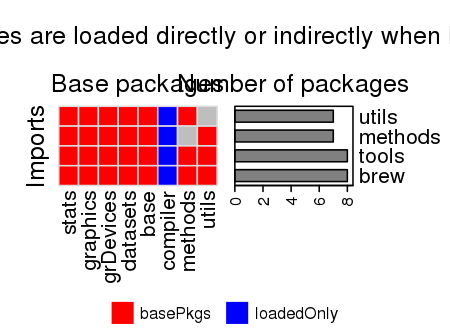 es are loaded directly or indirectly when
Base packages
Number of packages
Imports
utils
methods
tools
brew
0
2
4
6
8
stats
graphics
grDevices
datasets
base
compiler
methods
utils
basePkgs
loadedOnly